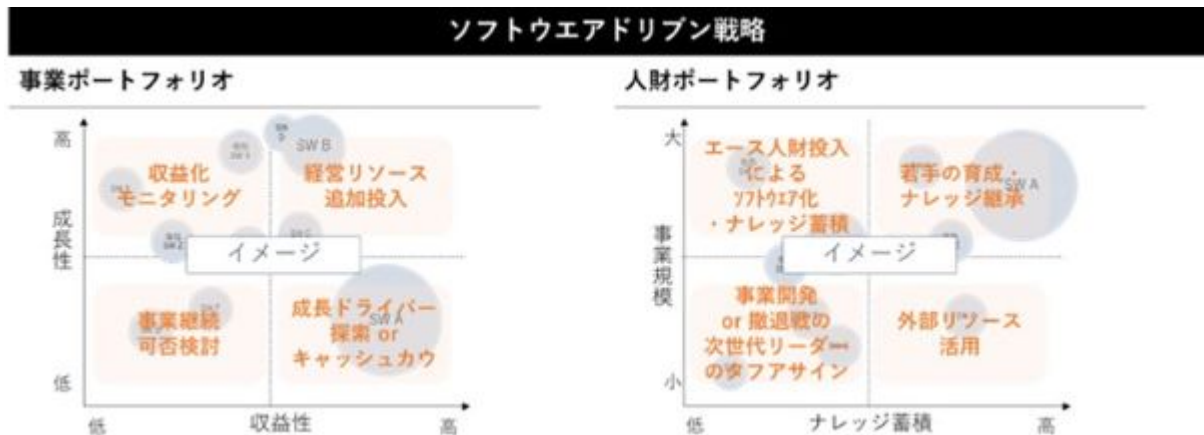 ソフトウエアドリブン戦略
事業ポートフォリオ
高
成長性
低
収益化
モニタリング
経営リソース
追加投入
SW B
イメージ
事業継続
可否検討
成長ドライバー
探索 or
キャッシュカウ
SW A
低
収益性
高
人財ポートフォリオ
大
事業規模
小
エース人財投入
による
ソフトウエア化
・ナレッジ蓄積
若手の育成・
ナレッジ継承
SW A
イメージ
事業開発
or 撤退戦の
次世代リーダー
のタフアサイン
外部リソース
活用
低
ナレッジ蓄積
高